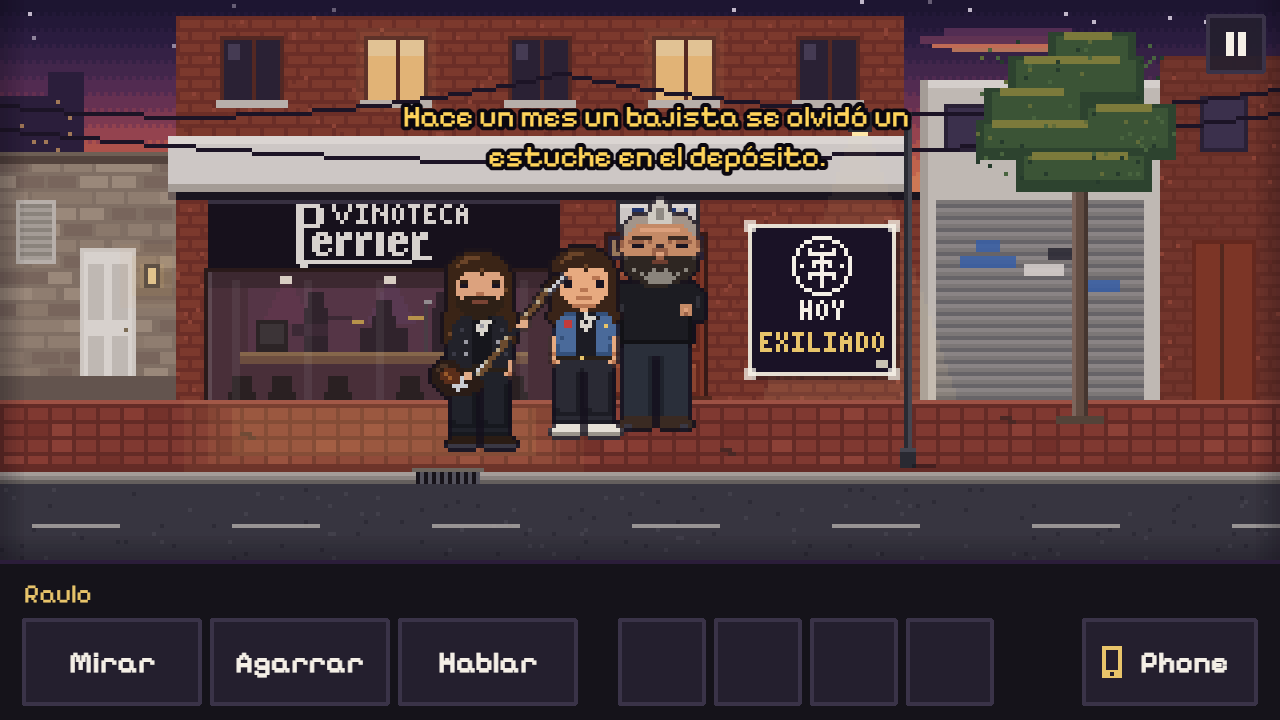 Hace un mes un bajista se olvidó un
estuche en el depósito.
VINOTECA
Perrier
HOY
EXILIADO
Raulo
Mirar
Agarrar
Hablar
Phone